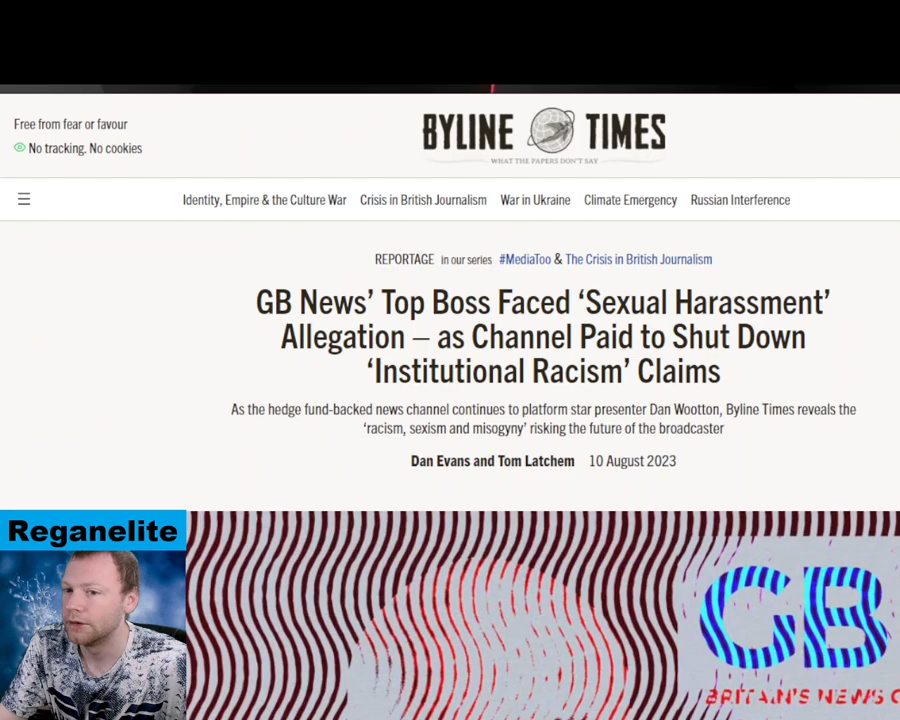 Free from fear or favour
No tracking. No cookies
BYLINE TIMES
WHAT THE PAPERS DON'T SAY
Identity, Empire & the Culture War Crisis in British Journalism War in Ukraine Climate Emergency Russian Interference
REPORTAGE in our series #MediaToo & The Crisis in British Journalism
GB News’ Top Boss Faced ‘Sexual Harassment’
Allegation – as Channel Paid to Shut Down
‘Institutional Racism’ Claims
As the hedge fund-backed news channel continues to platform star presenter Dan Wootton, Byline Times reveals the
‘racism, sexism and misogyny’ risking the future of the broadcaster
Dan Evans and Tom Latchem 10 August 2023
Reganelite
GB
BRITAIN'S NEWS C